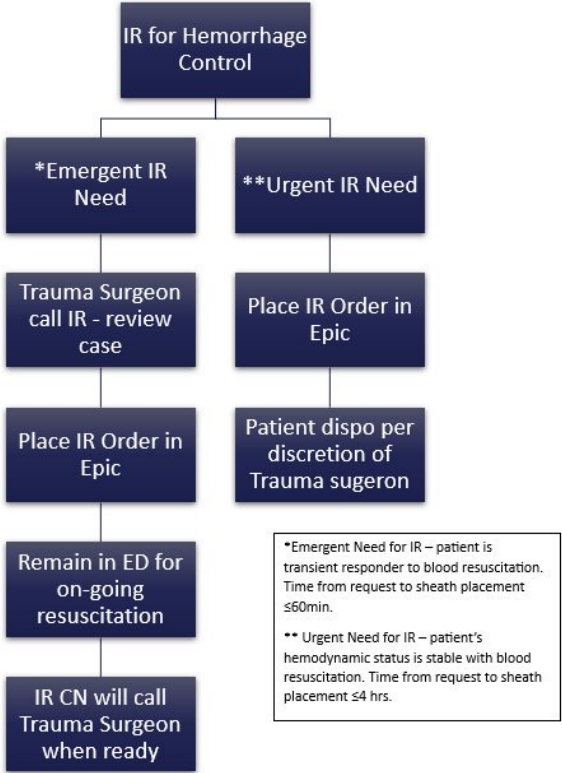 IR for Hemorrhage
Control
*Emergent IR
Need
**Urgent IR Need
Trauma Surgeon
call IR - review
case
Place IR Order in
Epic
Place IR Order in
Epic
Patient dispo per
discretion of
Trauma sugeron
Remain in ED for
on-going
resuscitation
IR CN will call
Trauma Surgeon
when ready
*Emergent Need for IR – patient is
transient responder to blood resuscitation.
Time from request to sheath placement
≤60min.
** Urgent Need for IR – patient's
hemodynamic status is stable with blood
resuscitation. Time from request to sheath
placement ≤4 hrs.